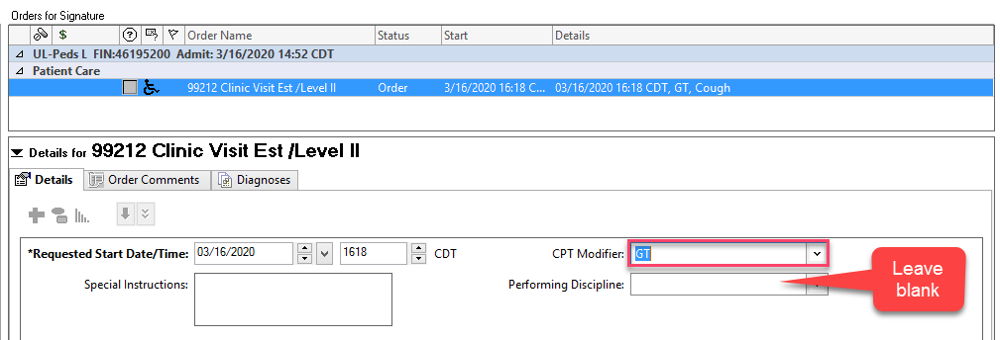 Orders for Signature
$ Order Name Status Start Details
UL-Peds L FIN:46195200 Admit: 3/16/2020 14:52 CDT
Patient Care
99212 Clinic Visit Est /Level II Order 3/16/2020 16:18 C... 03/16/2020 16:18 CDT, GT, Cough
Details for 99212 Clinic Visit Est /Level II
Details Order Comments Diagnoses
*Requested Start Date/Time: 03/16/2020 1618 CDT CPT Modifier: GT
Special Instructions: Performing Discipline:
Leave
blank